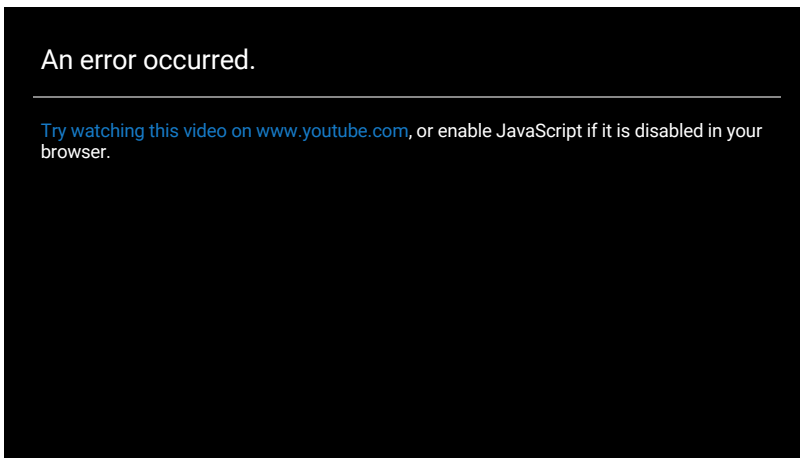 An error occurred.
Try watching this video on www.youtube.com, or enable JavaScript if it is disabled in your
browser.